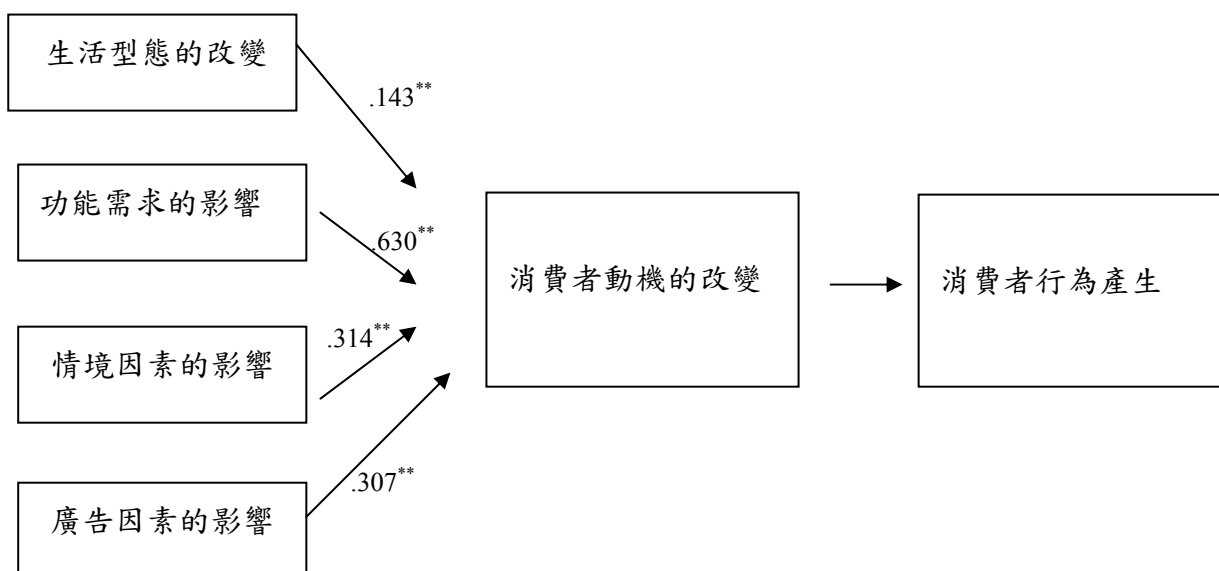 生活型態的改變
.143**
功能需求的影響
.630**
情境因素的影響
.314**
廣告因素的影響
.307**
消費者動機的改變
消費者行為產生